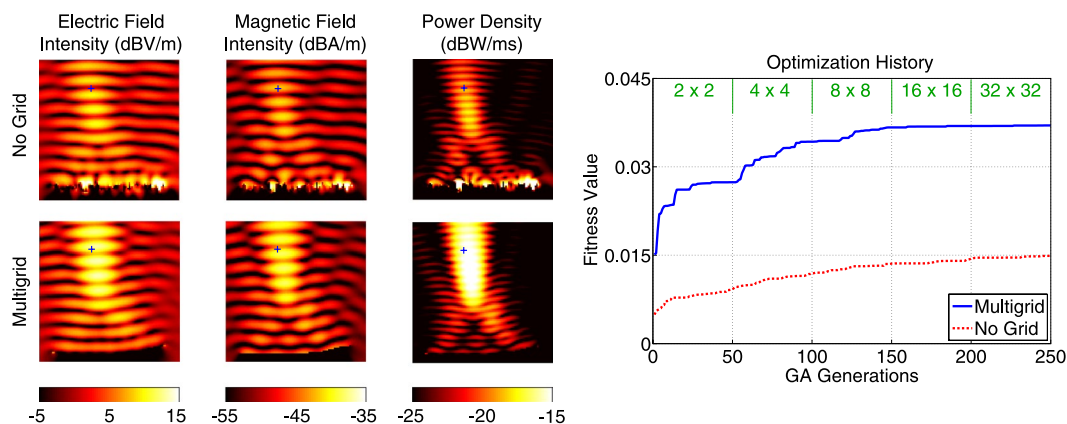 Electric Field
Intensity (dBV/m)
Magnetic Field
Intensity (dBA/m)
Power Density
(dBW/ms)
No Grid
Multigrid
-5 5 15
-55 -45 -35
-25 -20 -15
Optimization History
2 x 2 4 x 4 8 x 8 16 x 16 32 x 32
0.045
0.03
0.015
0
Fitness Value
Multigrid
No Grid
0 50 100 150 200 250
GA Generations